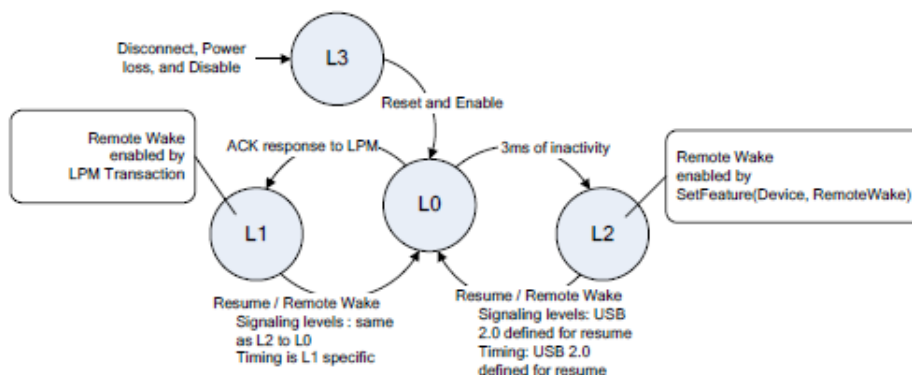 Disconnect, Power
loss, and Disable
L3
Reset and Enable
Remote Wake
enabled by
LPM Transaction
ACK response to LPM
3ms of inactivity
Remote Wake
enabled by
SetFeature(Device, RemoteWake)
L1
L0
L2
Resume / Remote Wake
Signaling levels : same
as L2 to L0
Timing is L1 specific
Resume / Remote Wake
Signaling levels: USB
2.0 defined for resume
Timing: USB 2.0
defined for resume